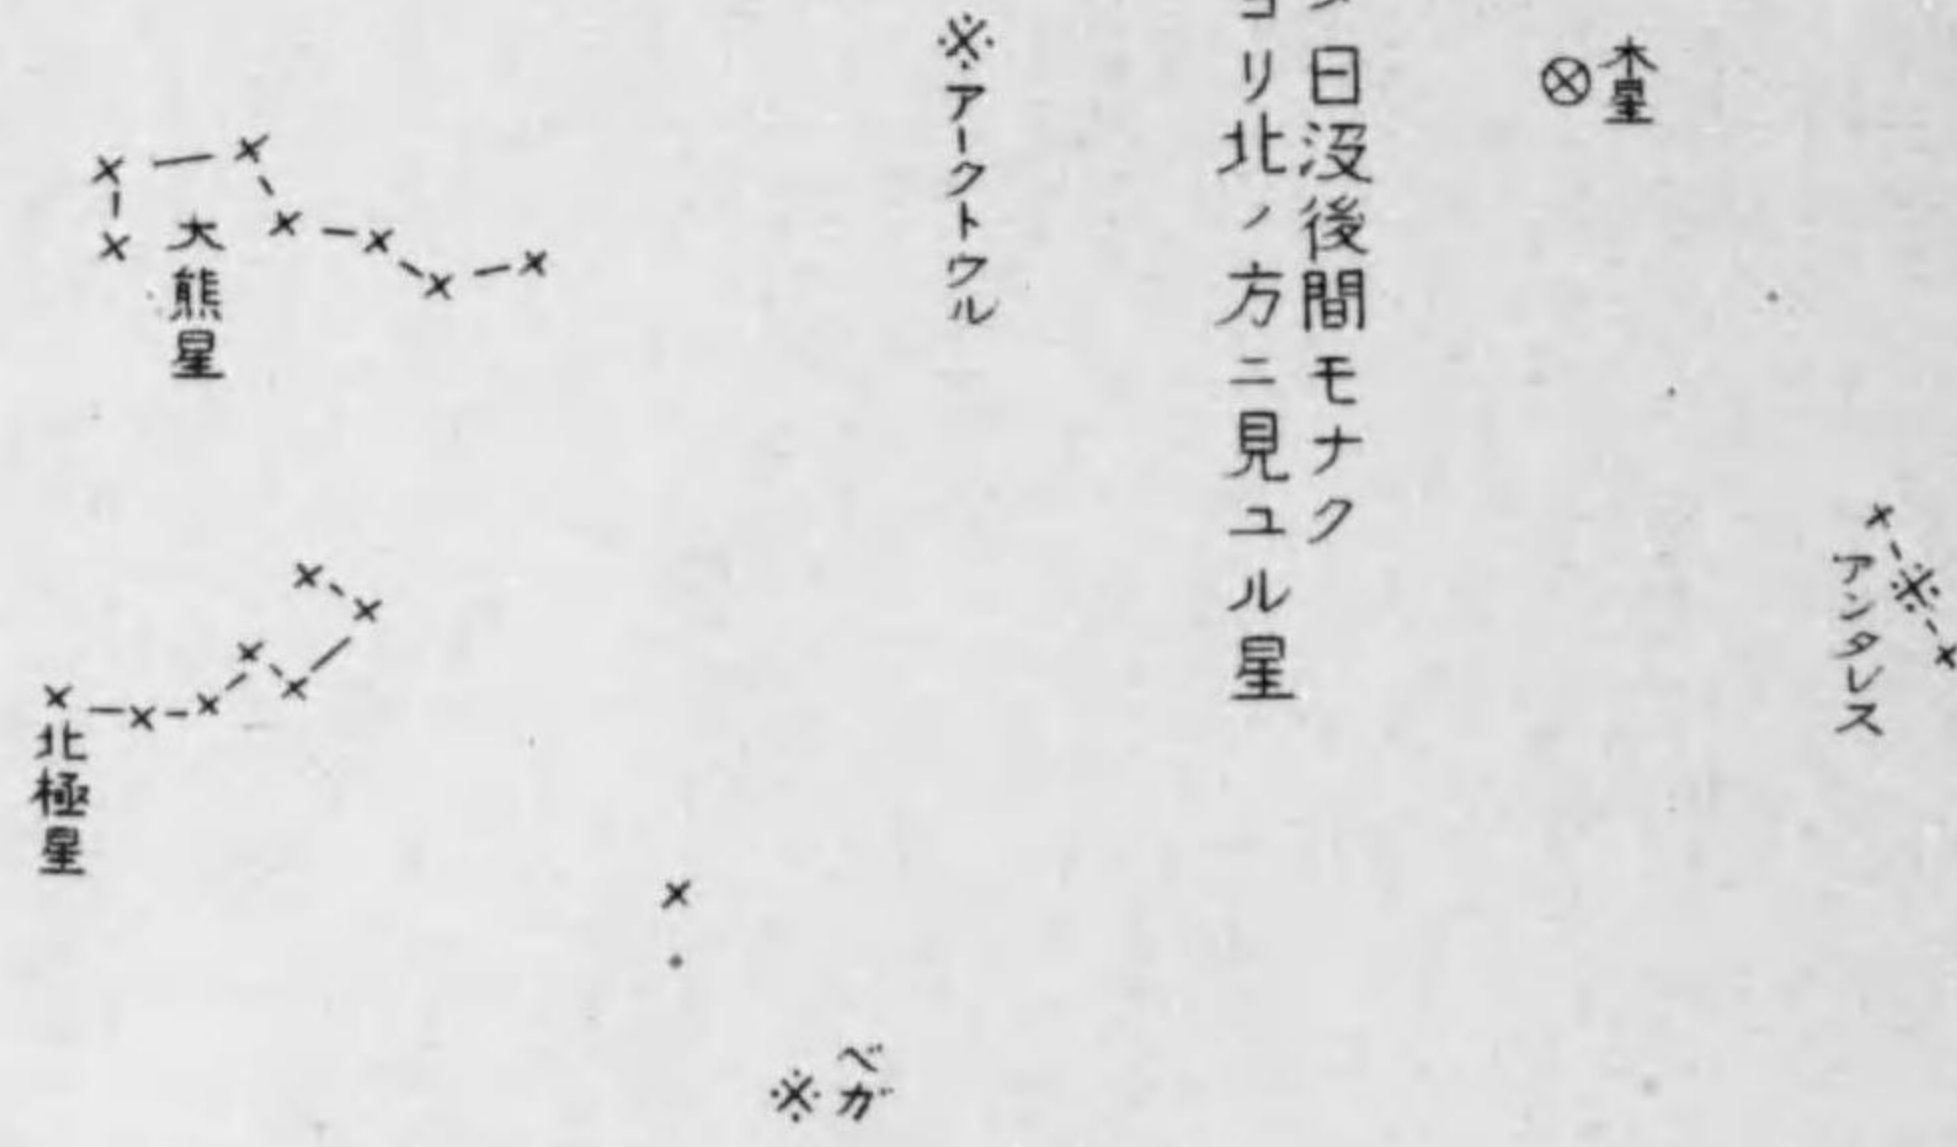 木星
アンタレス
日没後間モナク
リ北ノ方ニ見ユル星
アークトウル
大熊星
北極星
ベガ